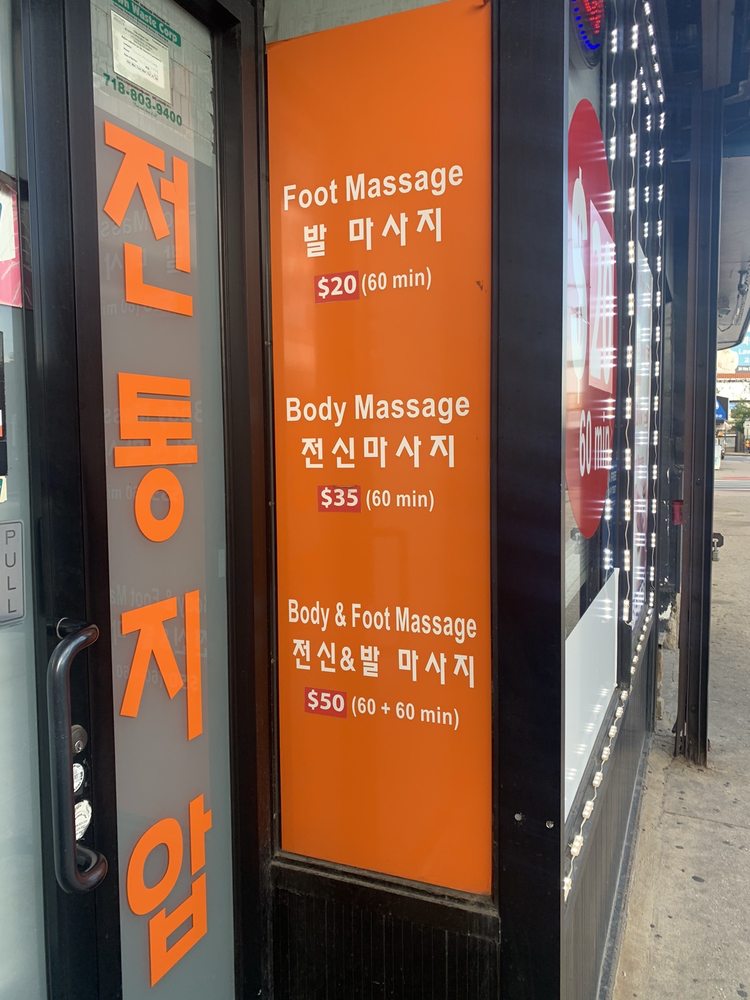 Waste Corp
718-803-9400
전통지압
Foot Massage
발 마사지
$20 (60 min)
Body Massage
전신마사지
$35 (60 min)
Body & Foot Massage
전신&발 마사지
$50 (60 + 60 min)
PULL
60 min